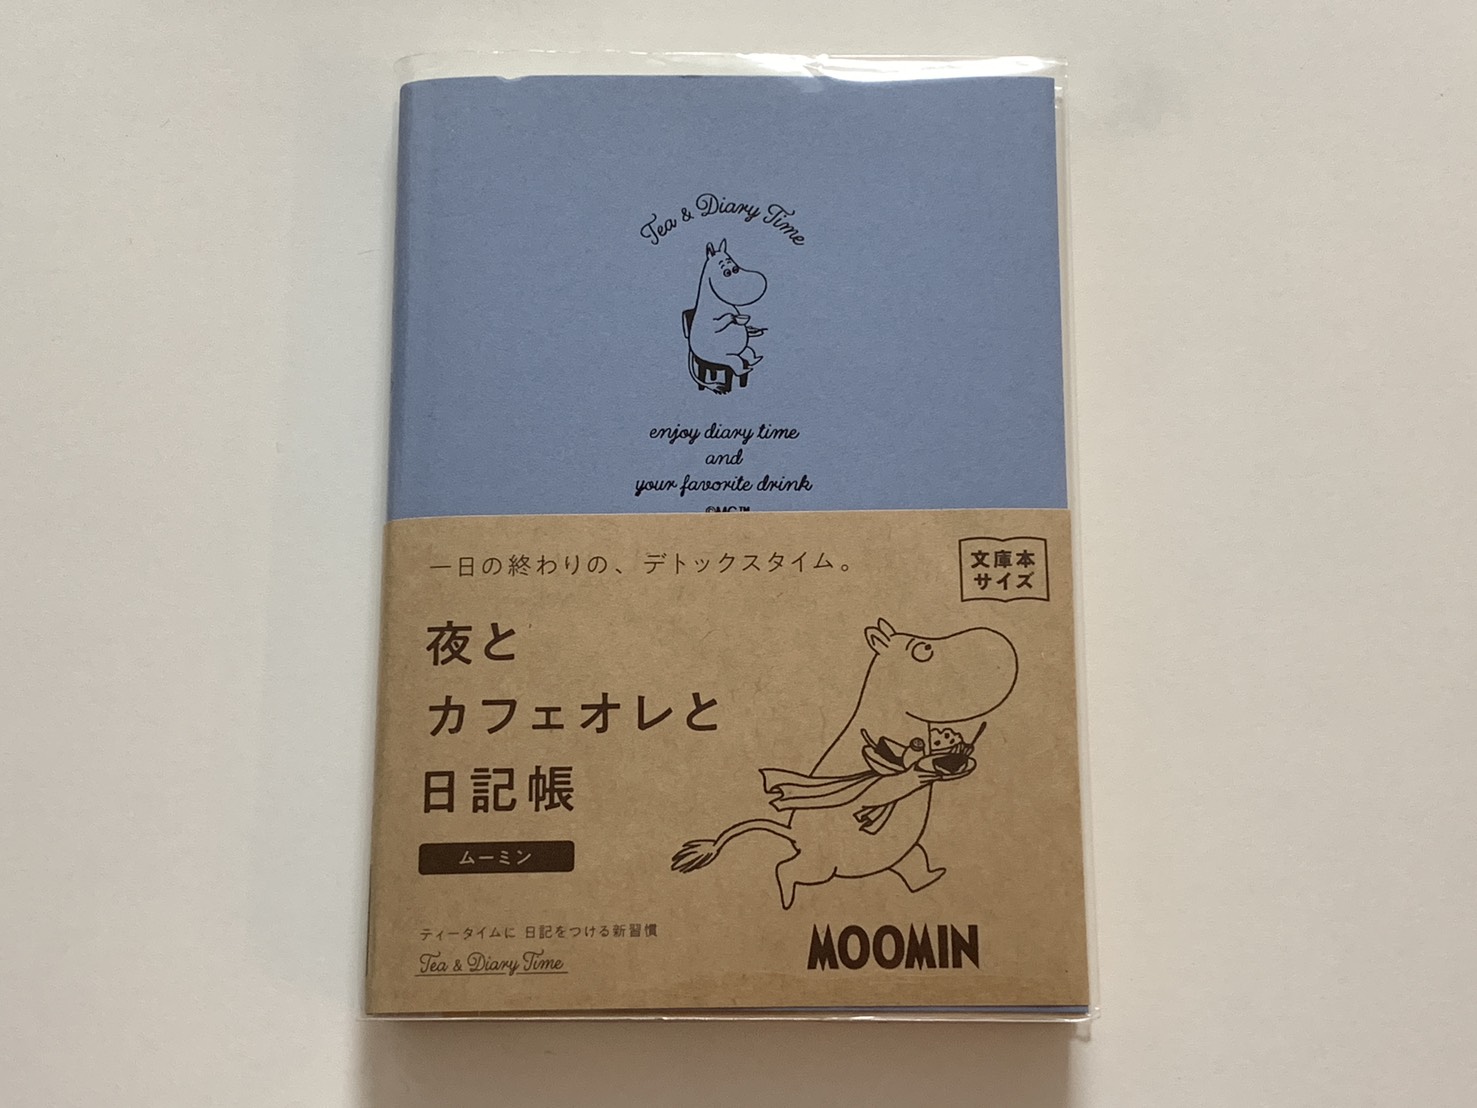 Tea & Diary Time
enjoy diary time
and
your favorite drink
一日の終わりの、デトックスタイム。
文庫本
サイズ
夜と
カフェオレと
日記帳
ムーミン
ティータイムに 日記をつける新習慣
Tea & Diary Time
MOOMIN